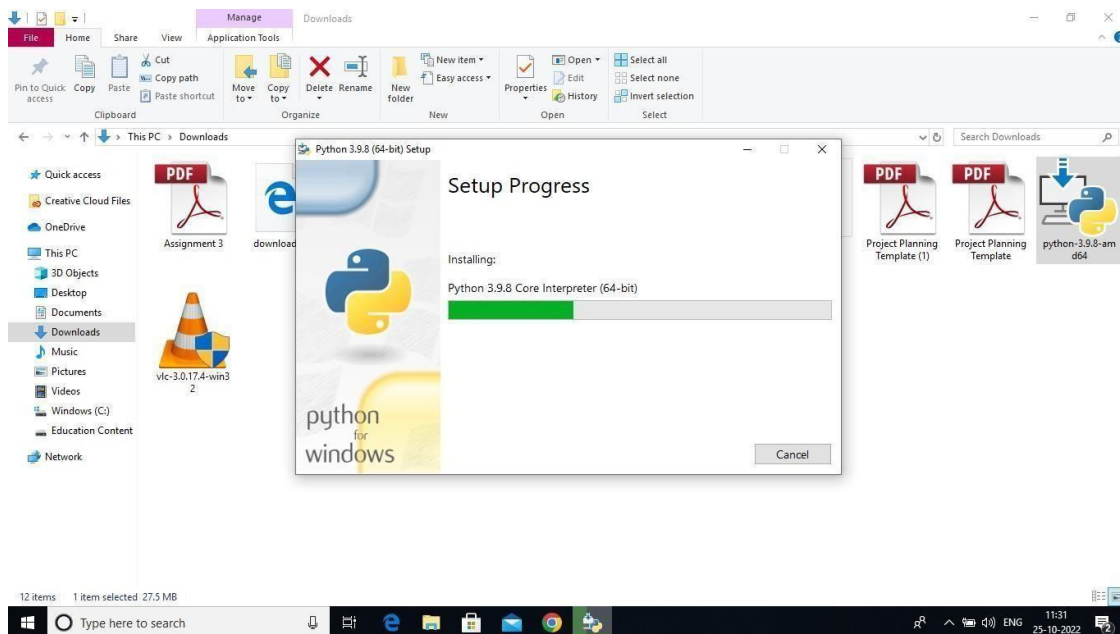 Manage
Downloads
File Home Share View Application Tools
Pin to Quick access
Copy
Paste
Cut
Copy path
Paste shortcut
Clipboard
Move to
Copy to
Delete
Rename
Organize
New folder
New item
Easy access
New
Properties
Open
Edit
History
Open
Select all
Select none
Invert selection
Select
This PC > Downloads
Search Downloads
Quick access
Creative Cloud Files
OneDrive
This PC
3D Objects
Desktop
Documents
Downloads
Music
Pictures
Videos
Windows (C:)
Education Content
Network
PDF
Assignment 3
download
vlc-3.0.17.4-win3
2
Python 3.9.8 (64-bit) Setup
Setup Progress
Installing:
Python 3.9.8 Core Interpreter (64-bit)
python
for
windows
Cancel
PDF
Project Planning
Template (1)
PDF
Project Planning
Template
python-3.9.8-am
d64
12 items 1 item selected 27.5 MB
Type here to search
ENG
11:31
25-10-2022
2